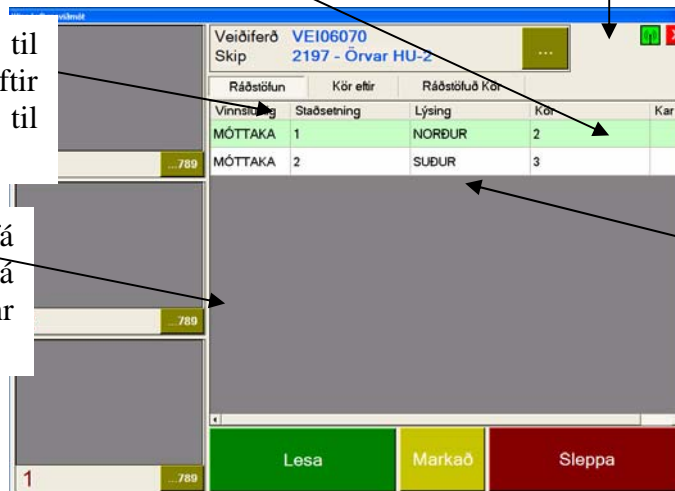 til
ftir
til
á
á
ar
Veiðiferð VEI06070
Skip 2197 - Örvar HU-2
...
Ráðstöfun Kör eftir Ráðstöfuð Kör
Staðsetning Lýsing Kör Kar
MÓTTAKA 1 NORÐUR 2
MÓTTAKA 2 SUÐUR 3
...789
...789
1 ...789
Lesa Markað Sleppa